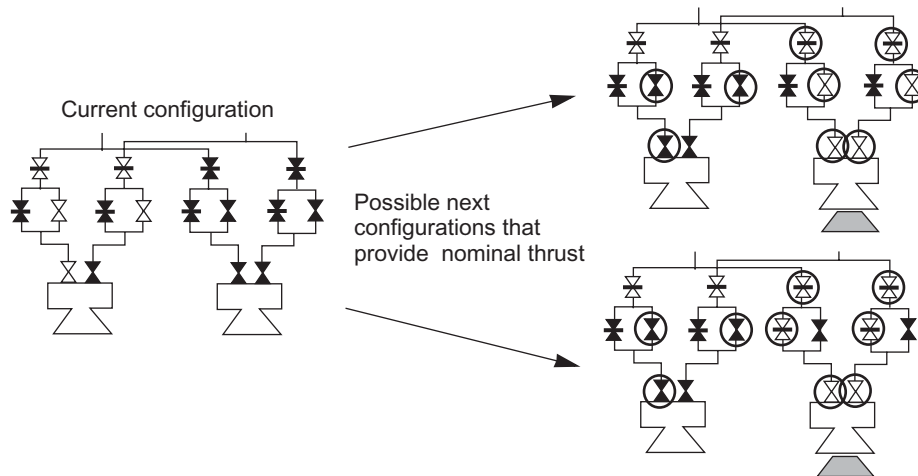 Current configuration
Possible next
configurations that
provide nominal thrust